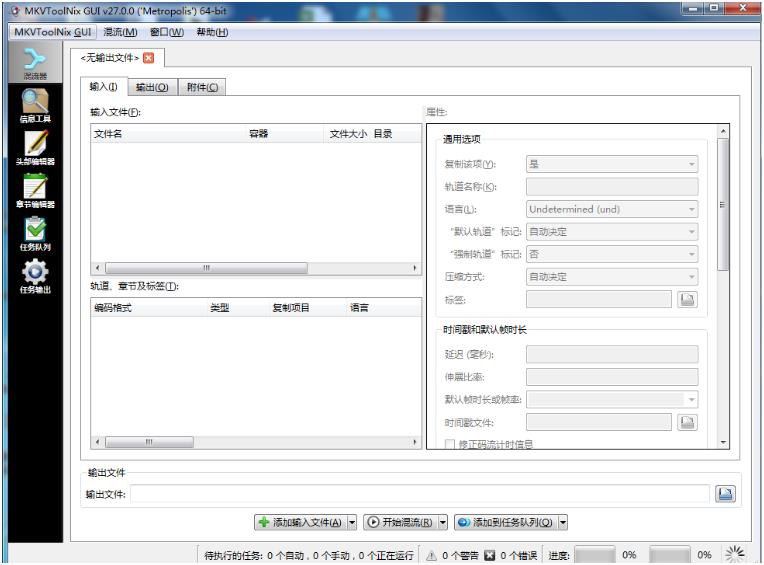 MKVToolNix GUI v27.0.0 ('Metropolis') 64-bit
MKVToolNix GUI 混流(M) 窗口(W) 帮助(H)
混流器
信息工具
头部编辑器
章节编辑器
任务队列
任务输出
<无输出文件>
输入(I) 输出(O) 附件(C)
输入文件(F):
文件名 容器 文件大小 目录
轨道、章节及标签(T):
编码格式 类型 复制项目 语言
属性:
通用选项
复制该项(Y): 是
轨道名称(K):
语言(L): Undetermined (und)
"默认轨道" 标记: 自动决定
"强制轨道" 标记: 否
压缩方式: 自动决定
标签:
时间戳和默认帧时长
延迟 (毫秒):
伸展比率:
默认帧时长或帧率:
时间戳文件:
修正码流计时信息
输出文件
输出文件:
添加输入文件(A) 开始混流(R) 添加到任务队列(Q)
待执行的任务: 0 个自动，0 个手动，0 个正在运行 0 个警告 0 个错误 进度: 0% 0%